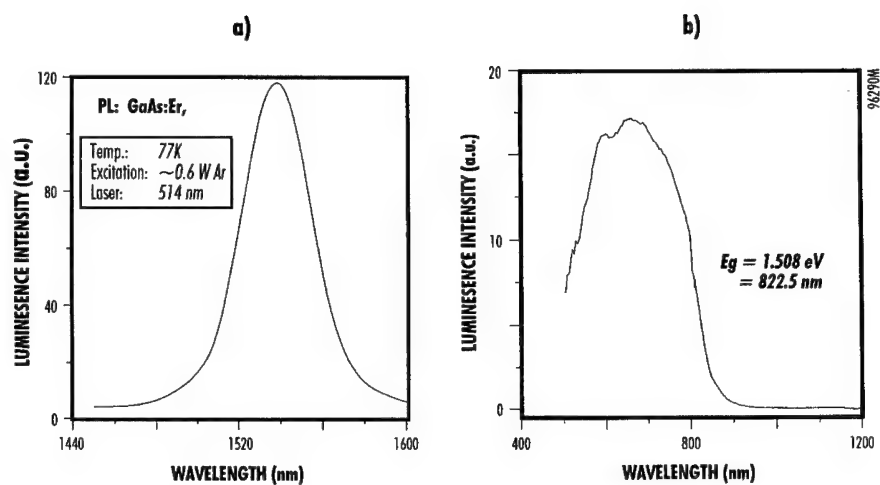 a)
120
80
40
0
1440
1520
1600
LUMINESENCE INTENSITY (a.u.)
WAVELENGTH (nm)
PL: GaAs:Er,
Temp.: 77K
Excitation: ~0.6 W Ar
Laser: 514 nm
b)
20
10
0
400
800
1200
LUMINESENCE INTENSITY (a.u.)
WAVELENGTH (nm)
Eg = 1.508 eV
= 822.5 nm
96290W